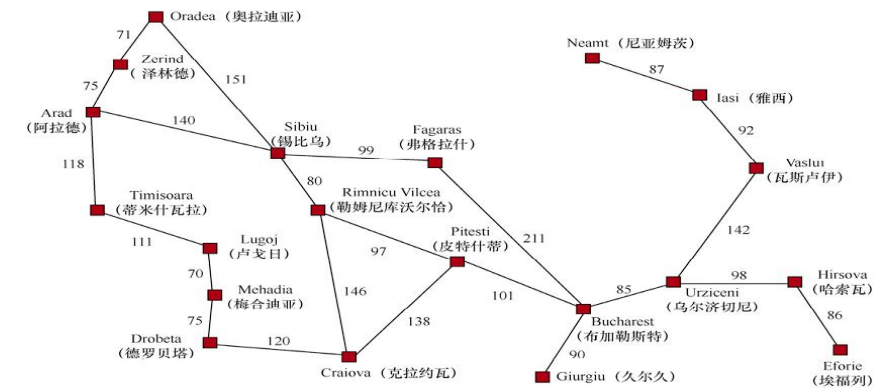 Oradea (奥拉迪亚)
71
Zerind
( 泽林德)
75
151
Arad
(阿拉德)
140
118
Sibiu
(锡比乌)
99
Fagaras
(弗格拉什)
80
Timisoara
(蒂米什瓦拉)
111
Rimnicu Vilcea
(勒姆尼库沃尔恰)
Lugoj
(卢戈日)
97
Pitesti
(皮特什蒂)
211
70
Mehadia
(梅合迪亚)
146
101
75
138
Drobeta
(德罗贝塔)
120
Craiova (克拉约瓦)
Neamt (尼亚姆茨)
87
Iasi (雅西)
92
Vaslui
(瓦斯卢伊)
142
85
98
Urziceni
(乌尔济切尼)
Hirsova
(哈索瓦)
86
Bucharest
(布加勒斯特)
90
Giurgiu (久尔久)
Eforie
(埃福列)